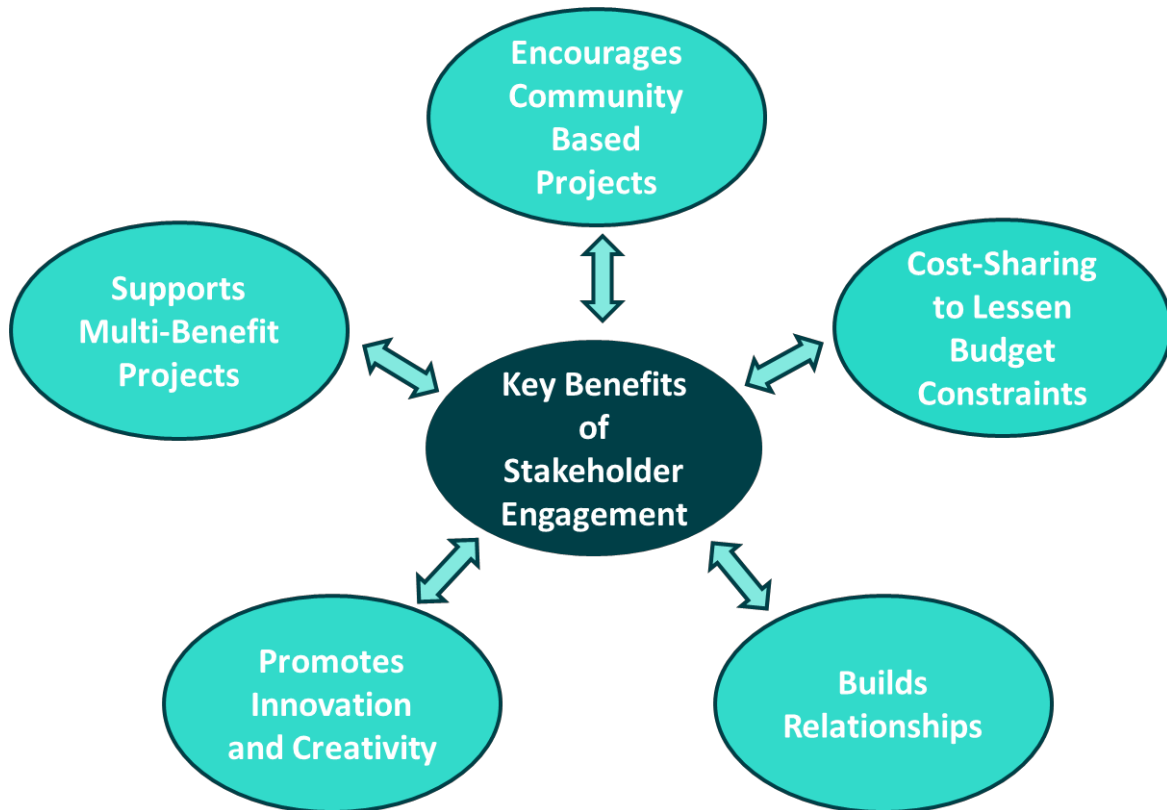 Encourages
Community
Based
Projects
Supports
Multi-Benefit
Projects
Cost-Sharing
to Lessen
Budget
Constraints
Key Benefits
of
Stakeholder
Engagement
Promotes
Innovation
and Creativity
Builds
Relationships